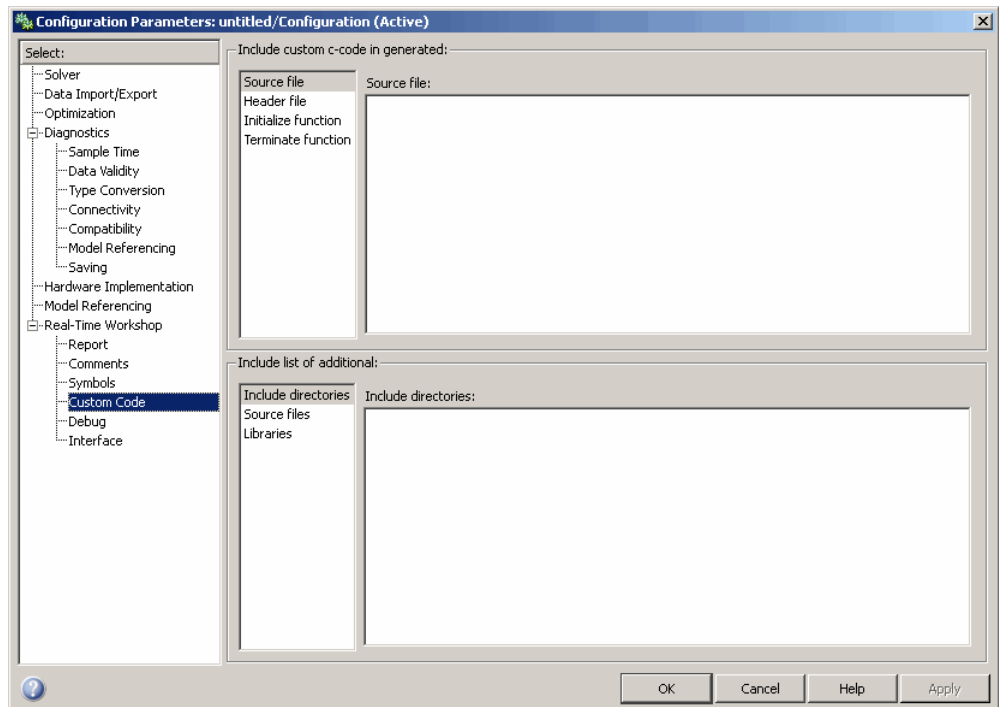 Configuration Parameters: untitled/Configuration (Active)
Select:
Solver
Data Import/Export
Optimization
Diagnostics
Sample Time
Data Validity
Type Conversion
Connectivity
Compatibility
Model Referencing
Saving
Hardware Implementation
Model Referencing
Real-Time Workshop
Report
Comments
Symbols
Custom Code
Debug
Interface
Include custom c-code in generated:
Source file
Header file
Initialize function
Terminate function
Source file:
Include list of additional:
Include directories
Source files
Libraries
Include directories:
OK
Cancel
Help
Apply